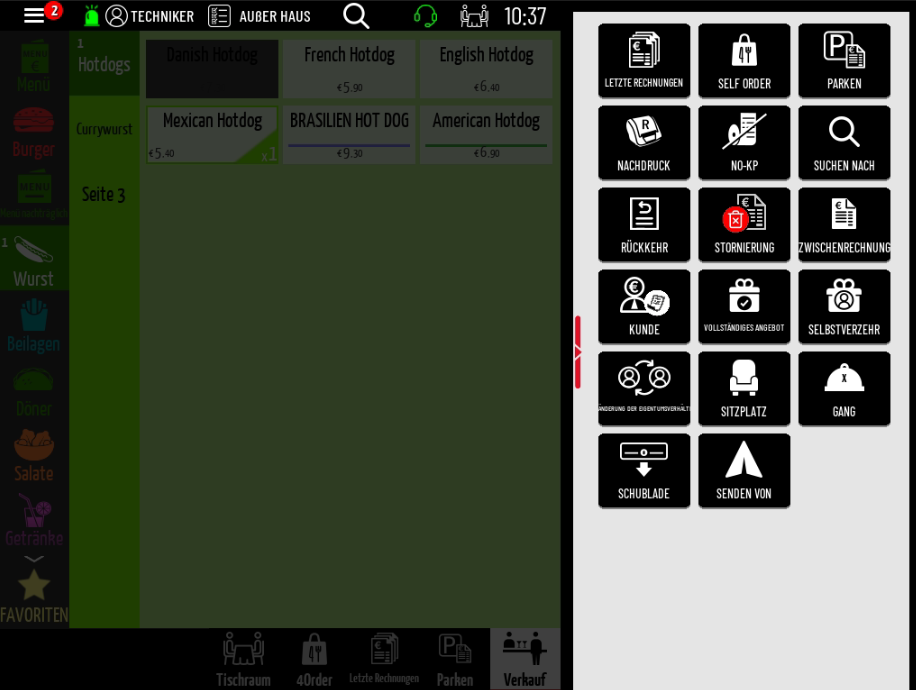 2
TECHNIKER
AUßER HAUS
10:37
MENU
€
Menü
Burger
MENU
1
Wurst
Beilagen
Döner
Salate
Getränke
FAVORITEN
1
Hotdogs
Currywurst
Seite 3
Danish Hotdog
French Hotdog
€5.90
English Hotdog
€6.40
Mexican Hotdog
€5.40
x1
BRASILIEN HOT DOG
€9.30
American Hotdog
€6.90
Tischraum
4Order
Letzte Rechnungen
Parken
Verkauf
LETZTE RECHNUNGEN
SELF ORDER
PARKEN
NACHDRUCK
NO-KP
SUCHEN NACH
RÜCKKEHR
STORNIERUNG
ZWISCHENRECHNUNG
KUNDE
VOLLSTÄNDIGES ANGEBOT
SELBSTVERZEHR
ÄNDERUNG DER EIGENTUMSVERHÄLT
SITZPLATZ
GANG
SCHUBLADE
SENDEN VON